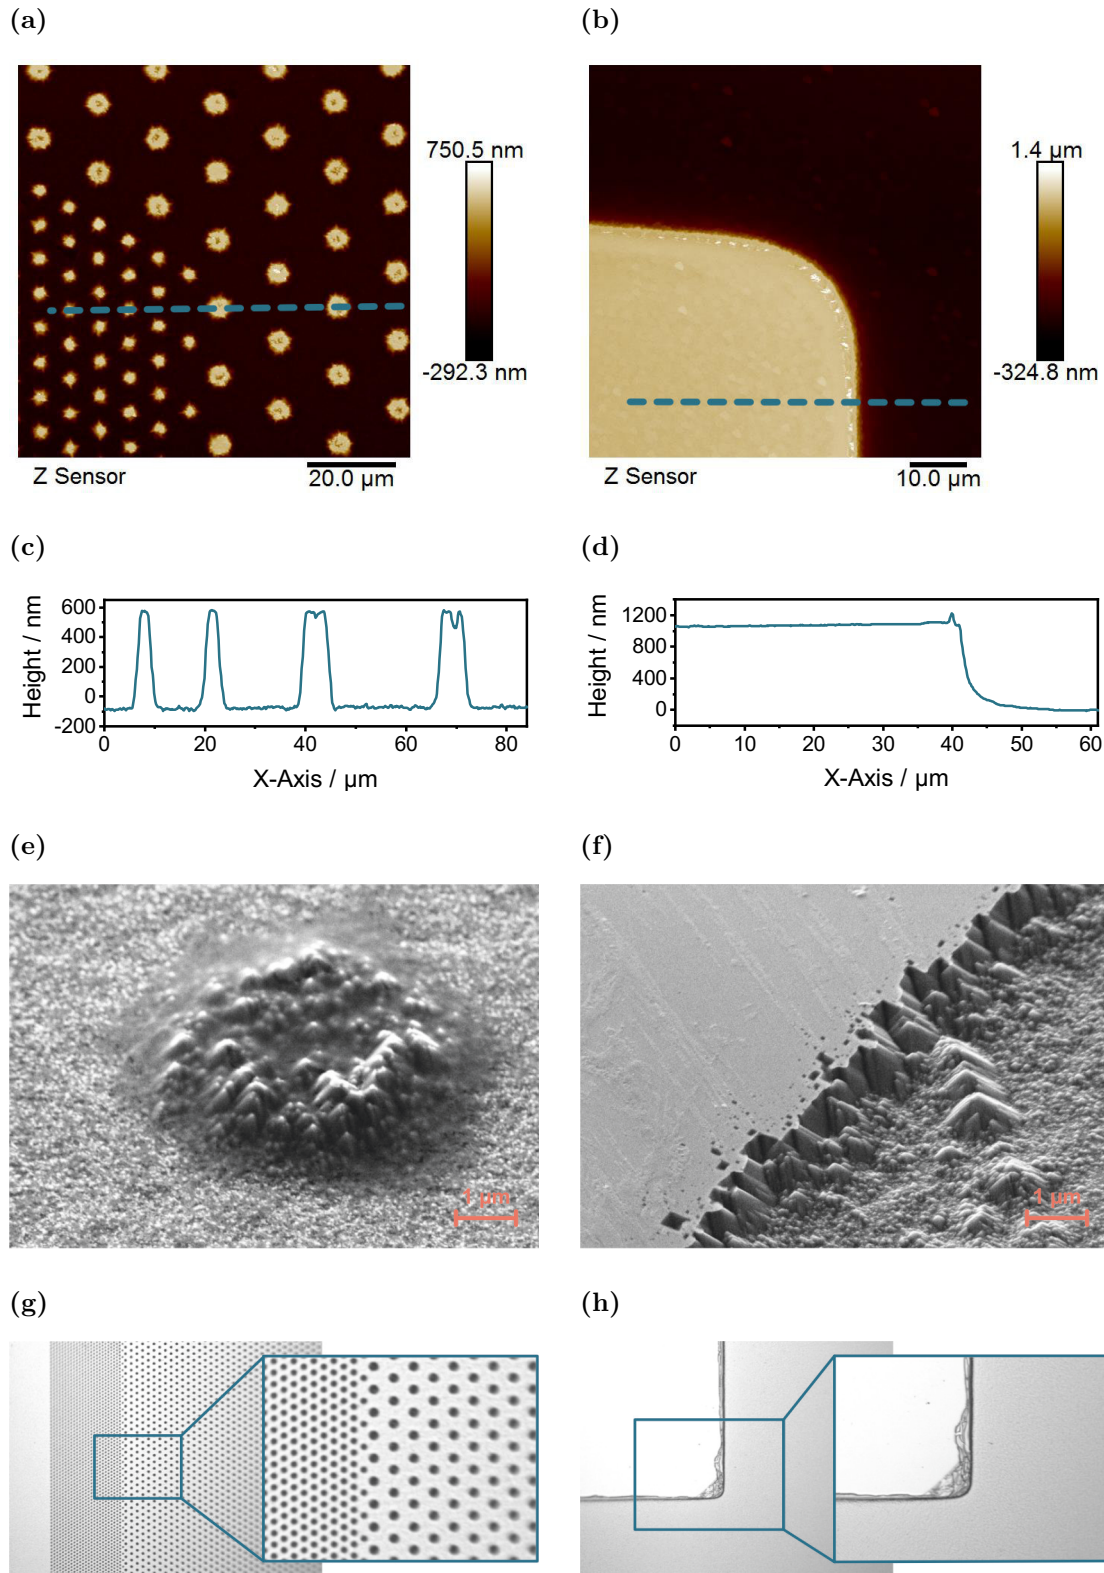 (a)
(b)
750.5 nm
-292.3 nm
Z Sensor
20.0 µm
1.4 µm
-324.8 nm
Z Sensor
10.0 µm
(c)
(d)
Height / nm
600
400
200
0
-200
0 20 40 60 80
X-Axis / µm
Height / nm
1200
800
400
0
0 10 20 30 40 50 60
X-Axis / µm
(e)
(f)
1 µm
1 µm
(g)
(h)